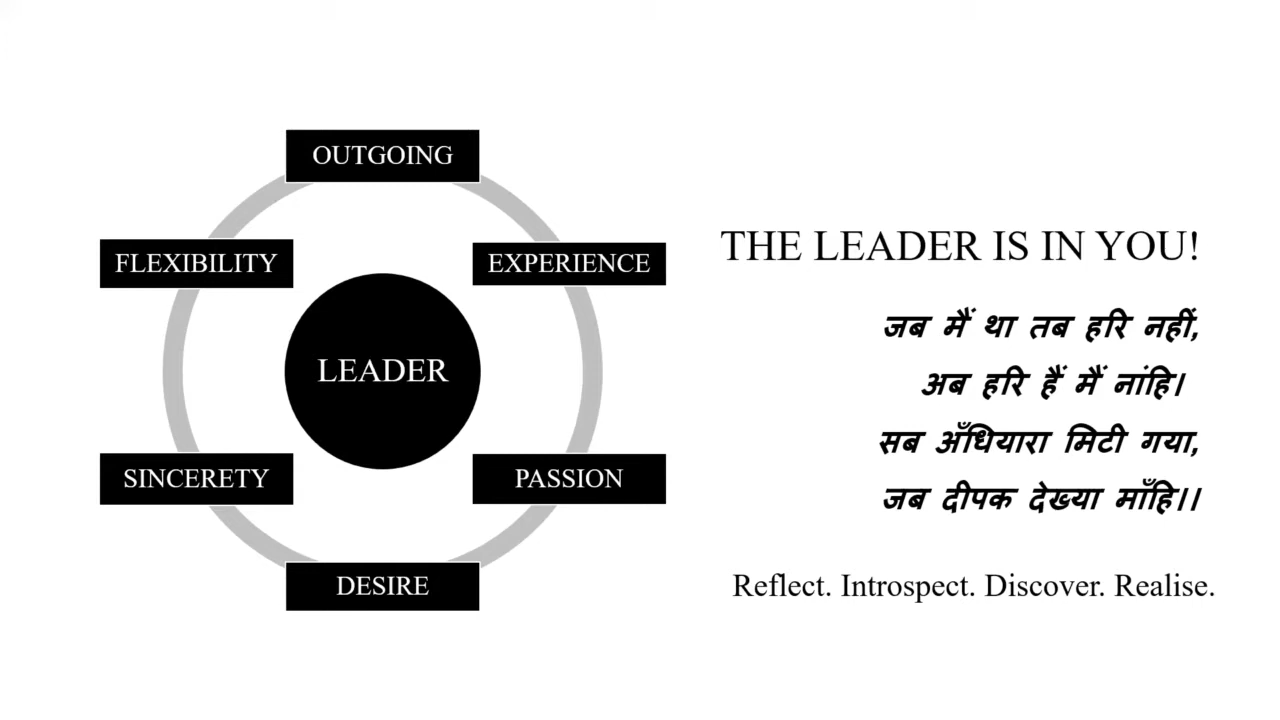 OUTGOING
FLEXIBILITY
EXPERIENCE
LEADER
SINCERETY
PASSION
DESIRE
THE LEADER IS IN YOU!
जब मैं था तब हरि नहीं,
अब हरि हैं मैं नांहि।
सब अँधियारा मिटी गया,
जब दीपक देख्या माँहि।।
Reflect. Introspect. Discover. Realise.